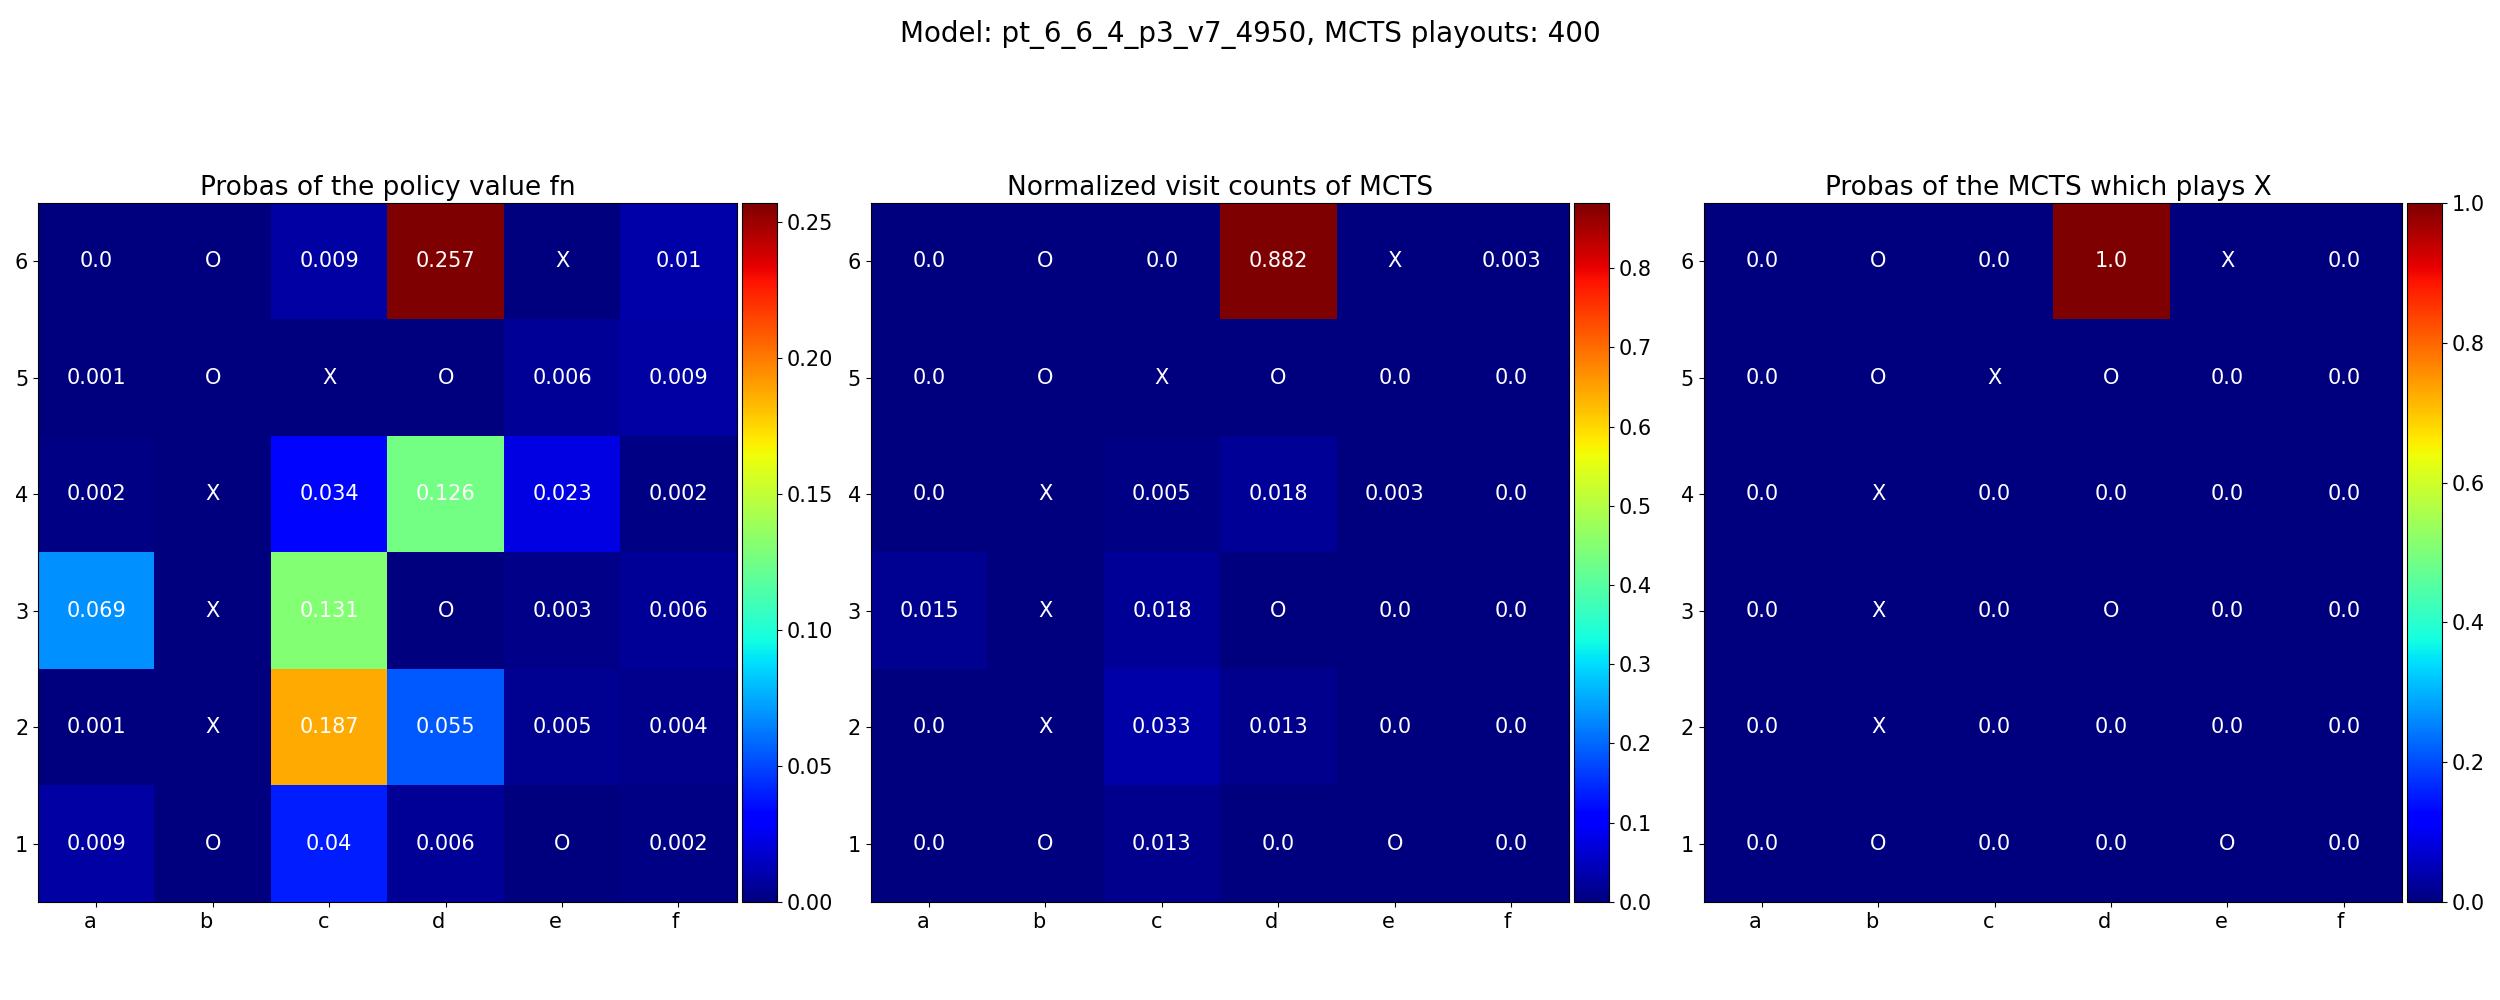 Model: pt_6_6_4_p3_v7_4950, MCTS playouts: 400
Probas of the policy value fn
6 0.0 O 0.009 0.257 X 0.01
5 0.001 O X O 0.006 0.009
4 0.002 X 0.034 0.126 0.023 0.002
3 0.069 X 0.131 O 0.003 0.006
2 0.001 X 0.187 0.055 0.005 0.004
1 0.009 O 0.04 0.006 O 0.002
a b c d e f
0.25
0.20
0.15
0.10
0.05
0.00
Normalized visit counts of MCTS
6 0.0 O 0.0 0.882 X 0.003
5 0.0 O X O 0.0 0.0
4 0.0 X 0.005 0.018 0.003 0.0
3 0.015 X 0.018 O 0.0 0.0
2 0.0 X 0.033 0.013 0.0 0.0
1 0.0 O 0.013 0.0 O 0.0
a b c d e f
0.8
0.7
0.6
0.5
0.4
0.3
0.2
0.1
0.0
Probas of the MCTS which plays X
6 0.0 O 0.0 1.0 X 0.0
5 0.0 O X O 0.0 0.0
4 0.0 X 0.0 0.0 0.0 0.0
3 0.0 X 0.0 O 0.0 0.0
2 0.0 X 0.0 0.0 0.0 0.0
1 0.0 O 0.0 0.0 O 0.0
a b c d e f
1.0
0.8
0.6
0.4
0.2
0.0